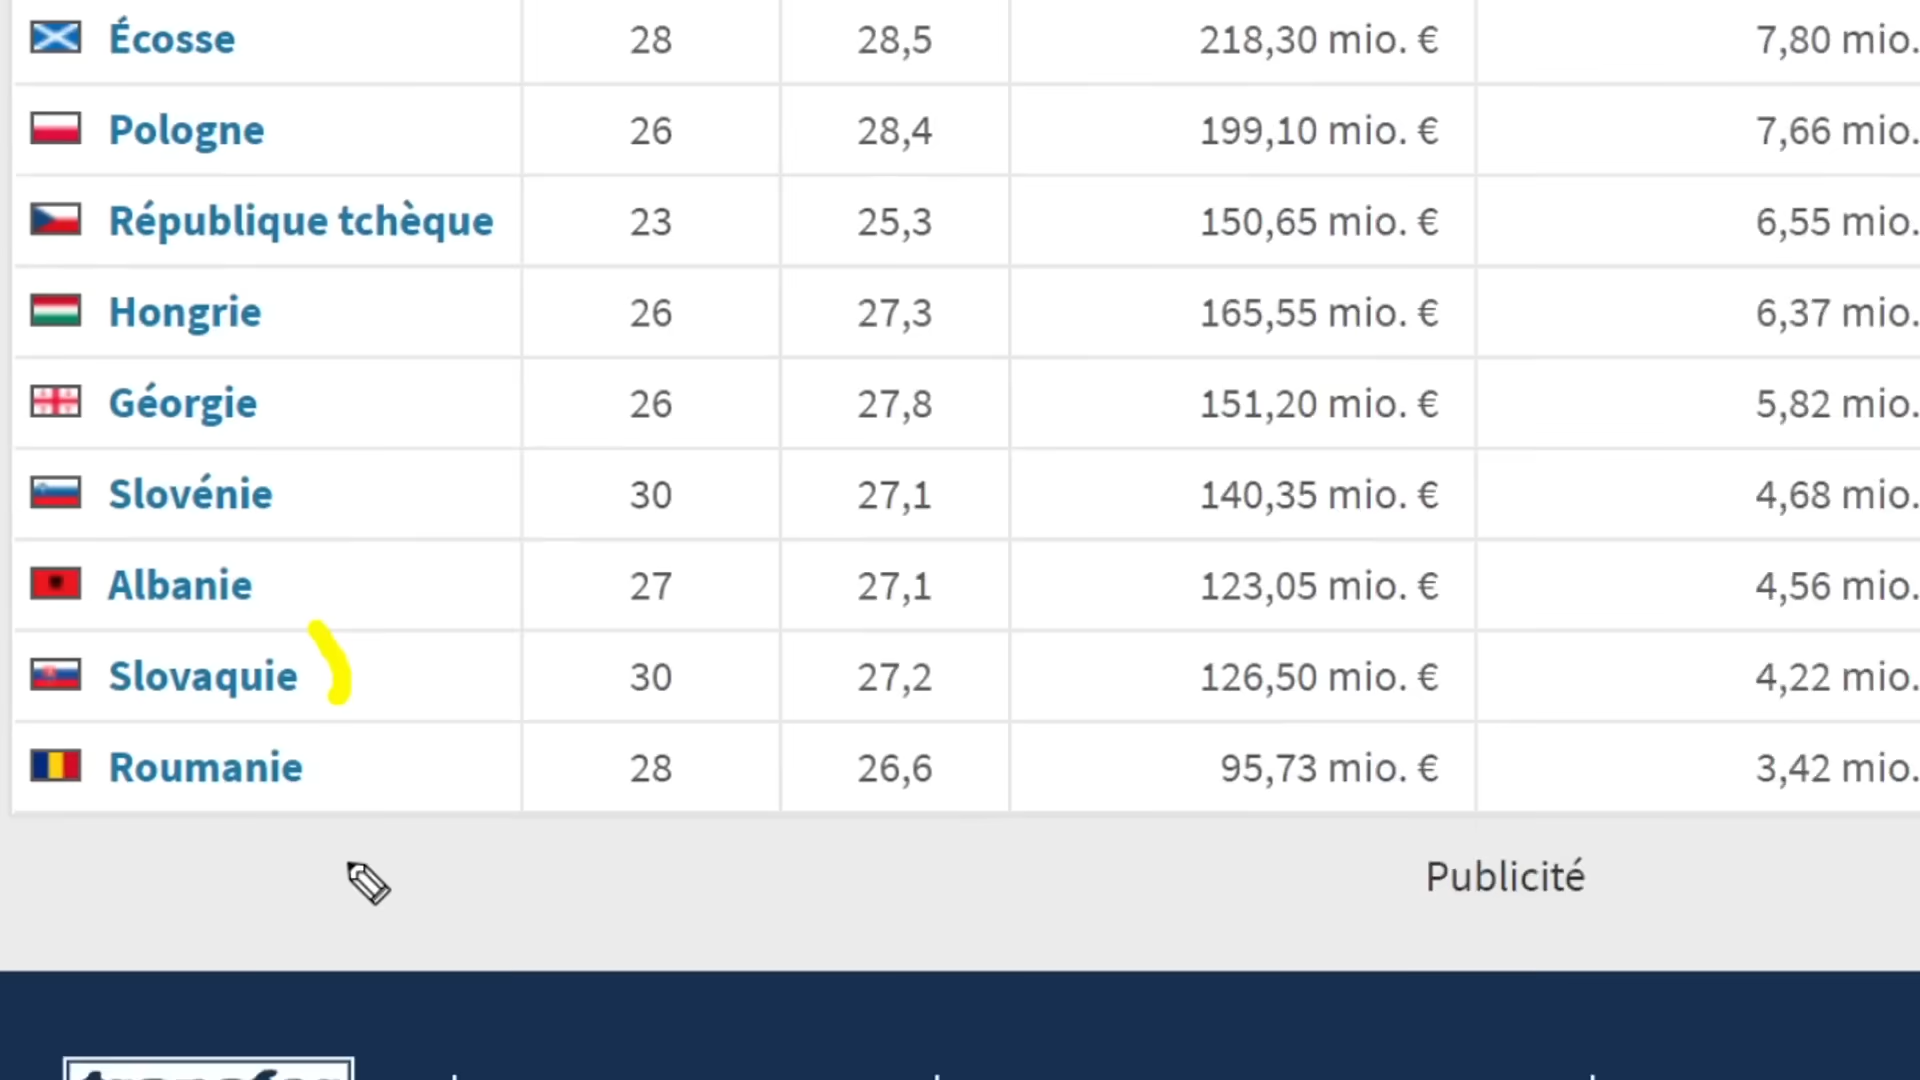 Écosse 28 28,5 218,30 mio. € 7,80 mio.
Pologne 26 28,4 199,10 mio. € 7,66 mio.
République tchèque 23 25,3 150,65 mio. € 6,55 mio.
Hongrie 26 27,3 165,55 mio. € 6,37 mio.
Géorgie 26 27,8 151,20 mio. € 5,82 mio.
Slovénie 30 27,1 140,35 mio. € 4,68 mio.
Albanie 27 27,1 123,05 mio. € 4,56 mio.
Slovaquie 30 27,2 126,50 mio. € 4,22 mio.
Roumanie 28 26,6 95,73 mio. € 3,42 mio.
Publicité